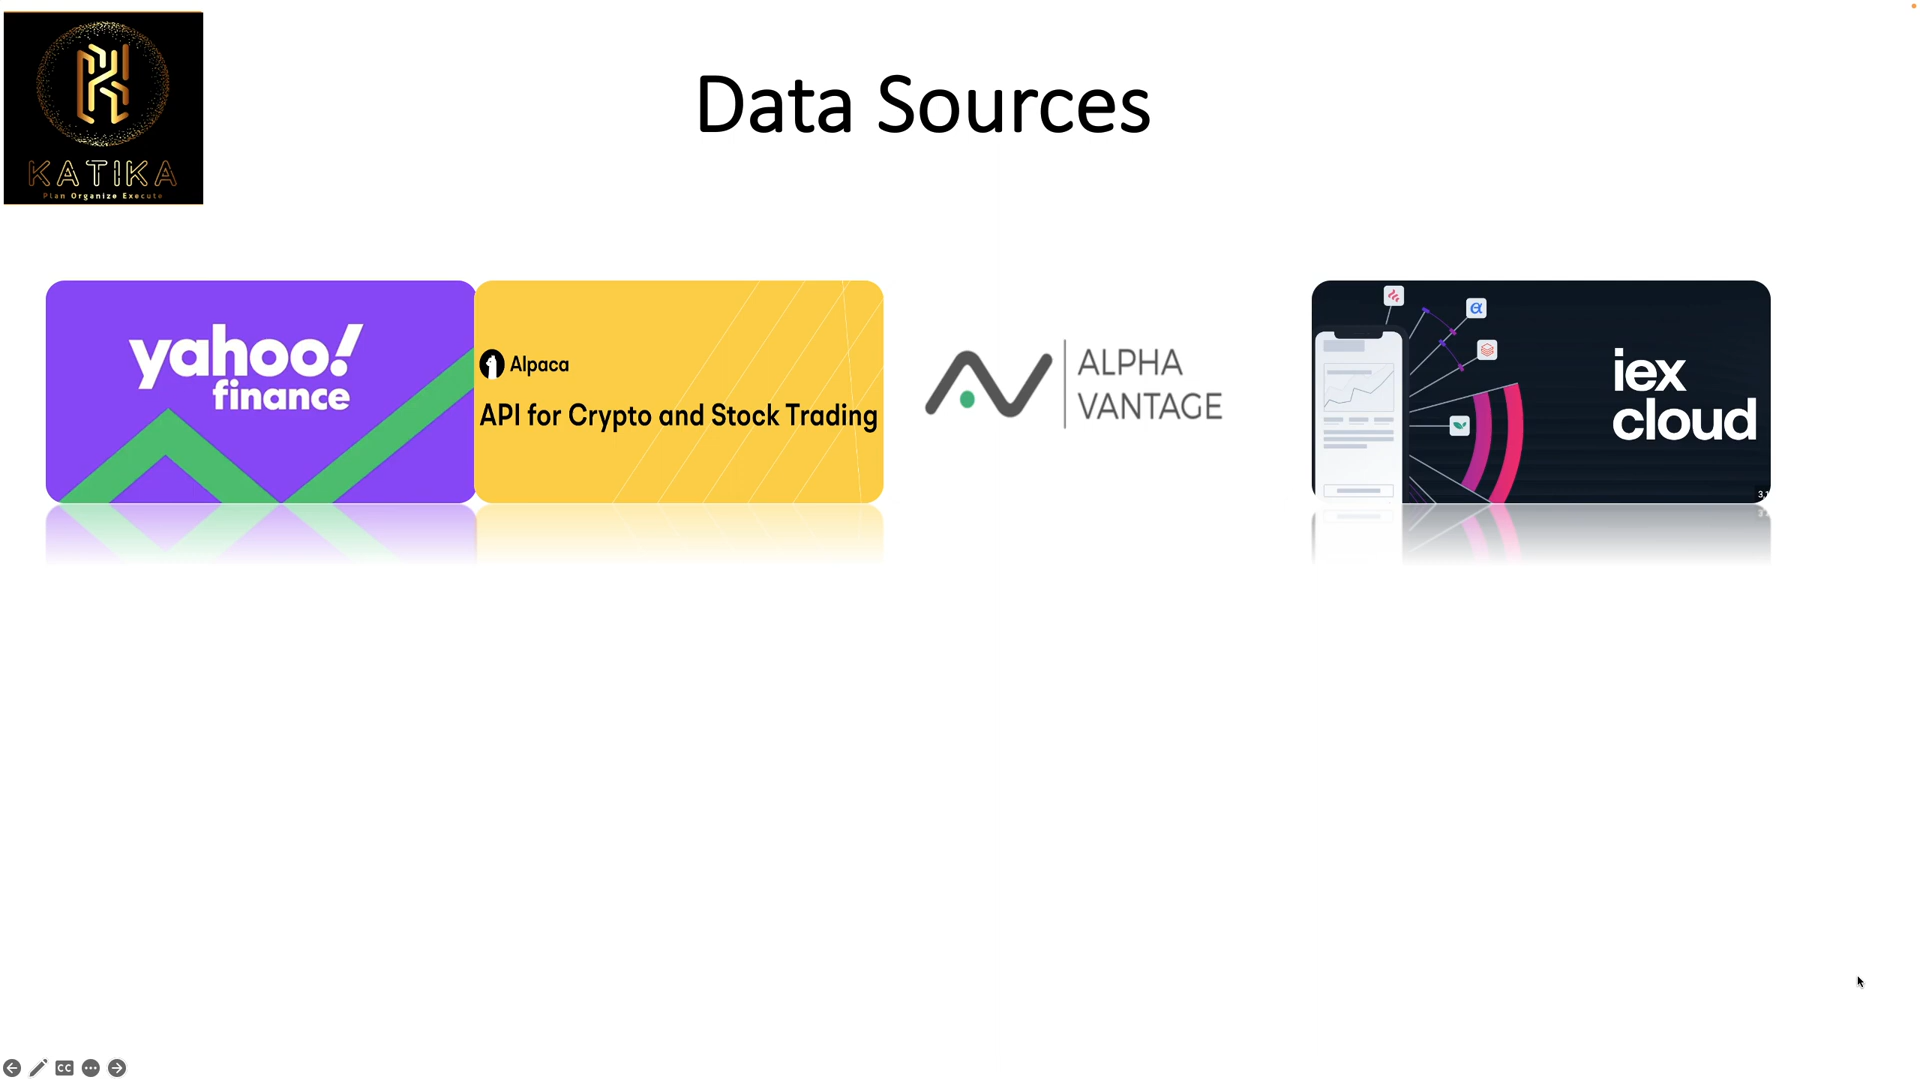 KATIKA
Plan Organize Execute
Data Sources
yahoo!
finance
Alpaca
API for Crypto and Stock Trading
ALPHA
VANTAGE
iex
cloud
CC